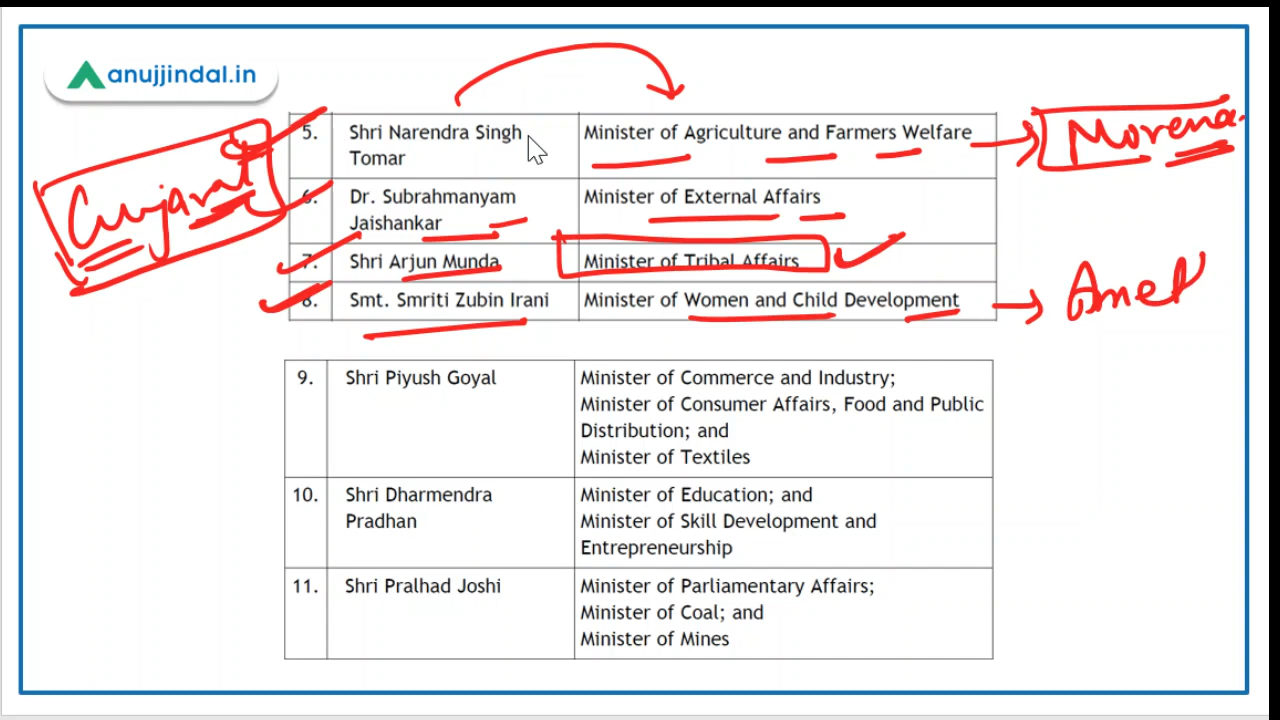 anujjindal.in
5. Shri Narendra Singh Minister of Agriculture and Farmers Welfare Morena
Tomar
Gujarat
6. Dr. Subrahmanyam Minister of External Affairs
Jaishankar
7. Shri Arjun Munda Minister of Tribal Affairs
8. Smt. Smriti Zubin Irani Minister of Women and Child Development
9. Shri Piyush Goyal Minister of Commerce and Industry;
Minister of Consumer Affairs, Food and Public
Distribution; and
Minister of Textiles
10. Shri Dharmendra Minister of Education; and
Pradhan Minister of Skill Development and
Entrepreneurship
11. Shri Pralhad Joshi Minister of Parliamentary Affairs;
Minister of Coal; and
Minister of Mines